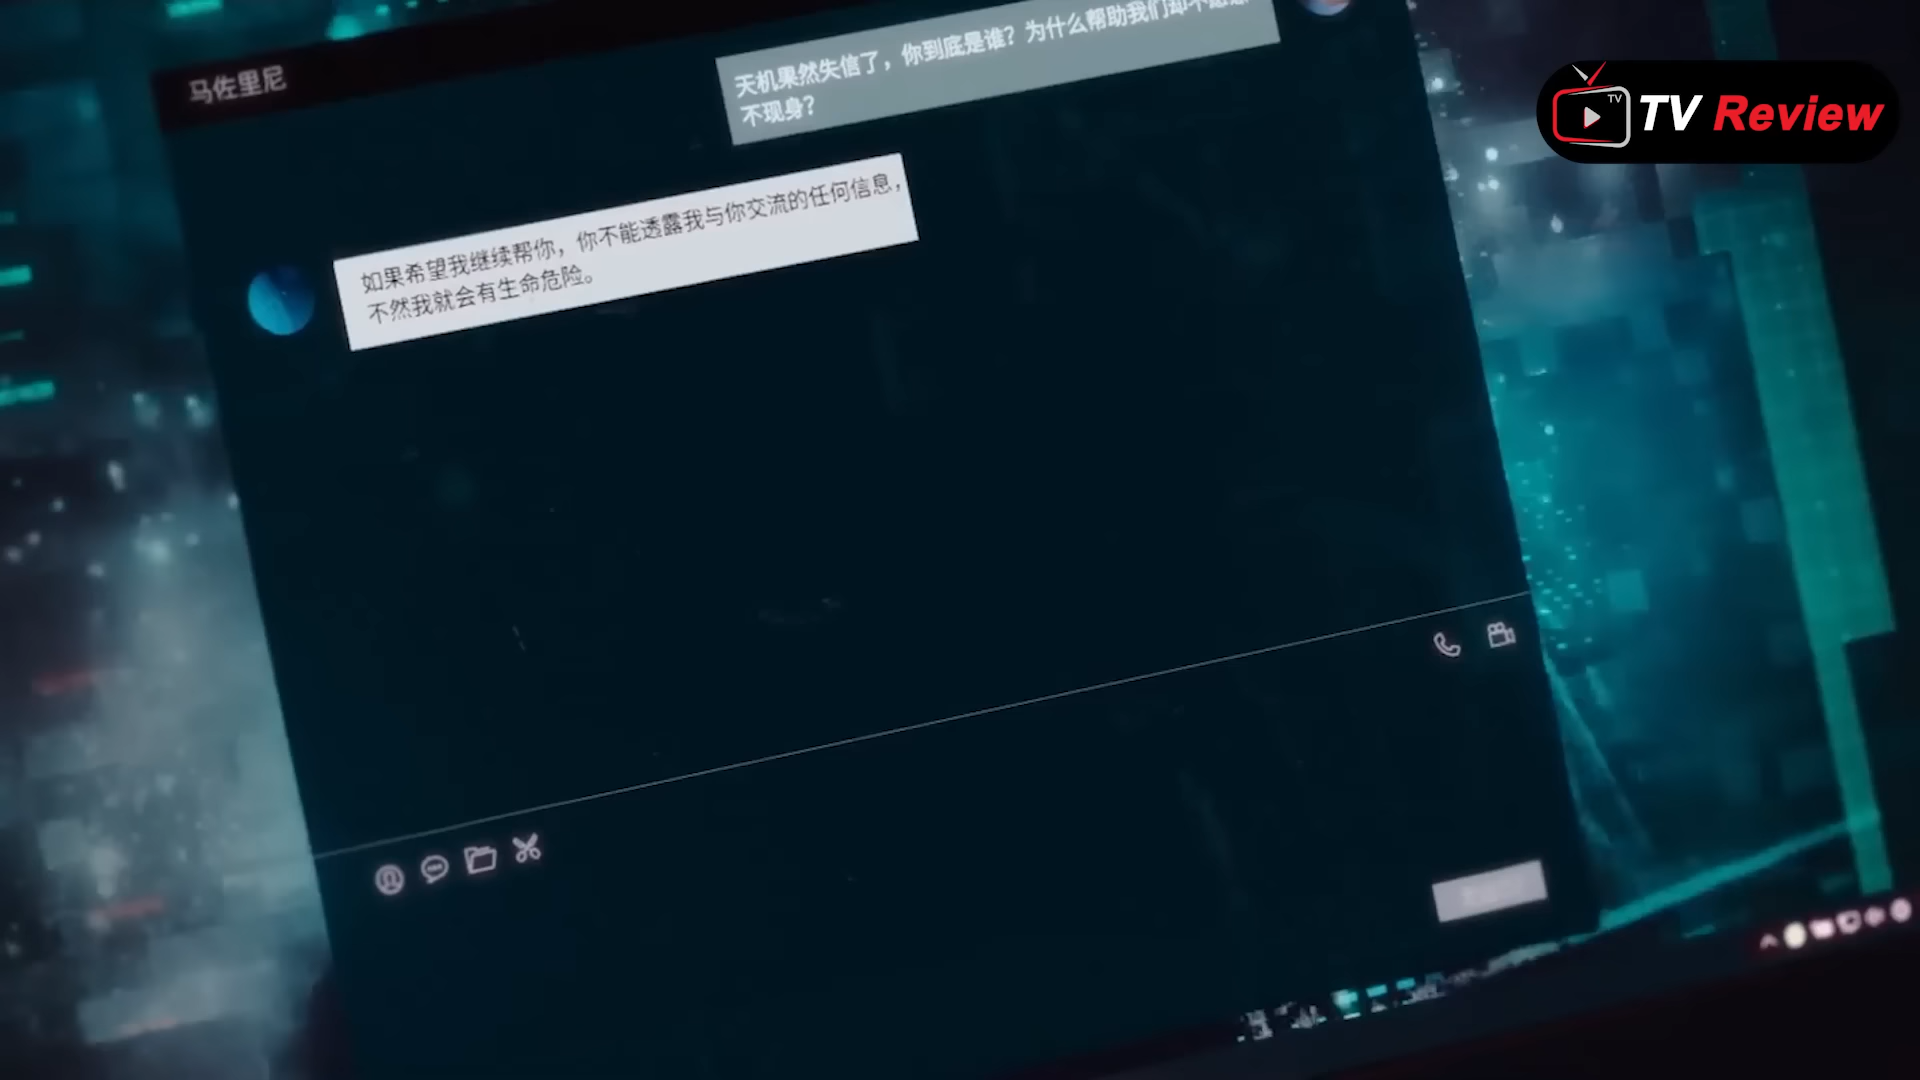 马佐里尼
天机果然失信了，你到底是谁？为什么帮助我们却不愿意
不现身？
如果希望我继续帮你，你不能透露我与你交流的任何信息，
不然我就会有生命危险。
TV
TV Review